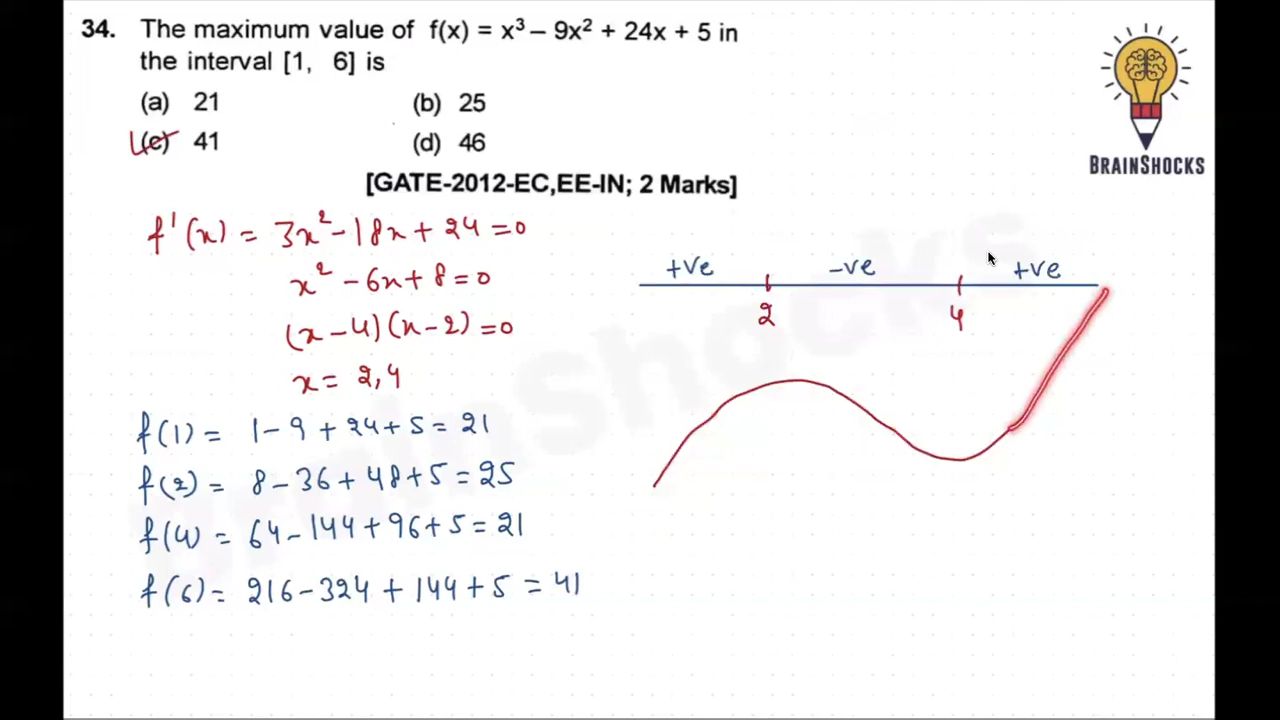 34. The maximum value of f(x) = x³ – 9x² + 24x + 5 in
the interval [1, 6] is
(a) 21 (b) 25
(c) 41 (d) 46
[GATE-2012-EC,EE-IN; 2 Marks]
BRAINSHOCKS
f'(x) = 3x² - 18x + 24 = 0
x² - 6x + 8 = 0
(x - 4)(x - 2) = 0
x = 2, 4
f(1) = 1 - 9 + 24 + 5 = 21
f(2) = 8 - 36 + 48 + 5 = 25
f(4) = 64 - 144 + 96 + 5 = 21
f(6) = 216 - 324 + 144 + 5 = 41
+ve -ve +ve
2 4
BrainShocks